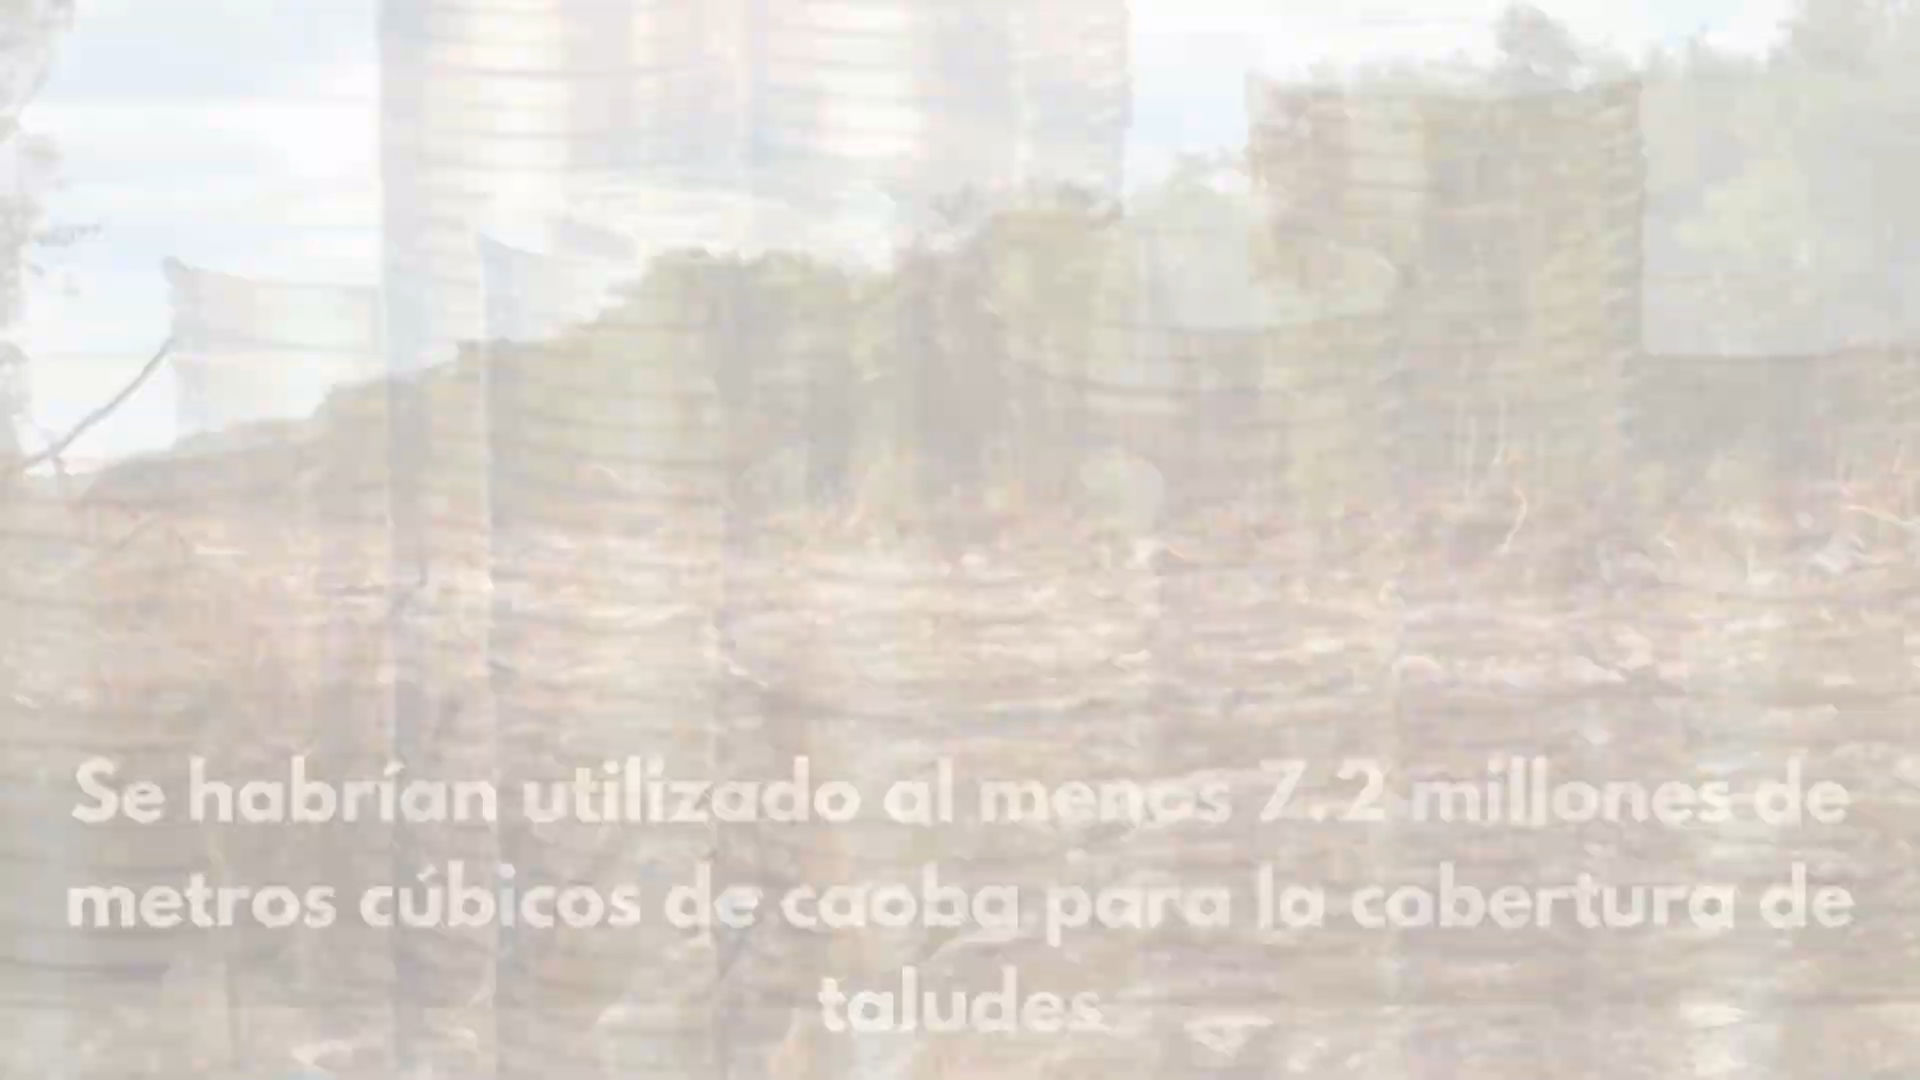 Se habrían utilizado al menos 7.2 millones de
metros cúbicos de caoba para la cobertura de
taludes